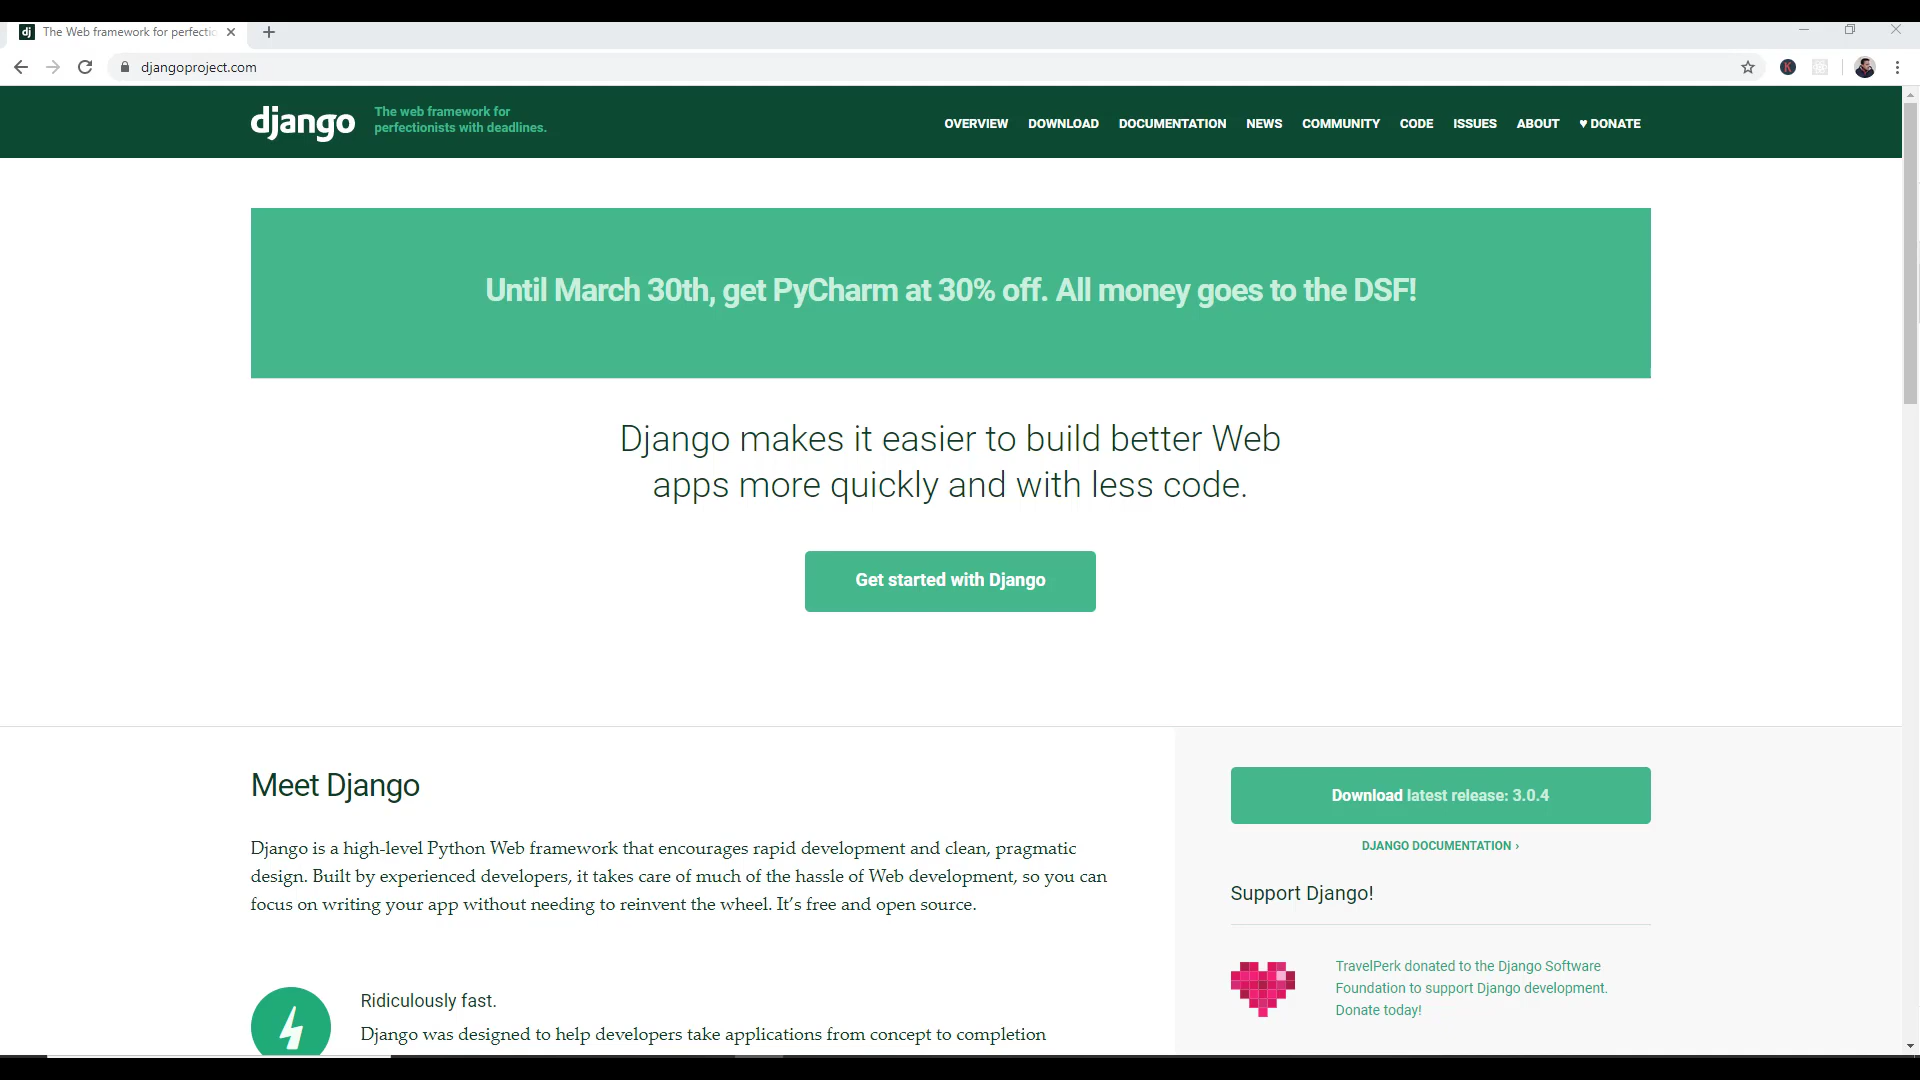 dj The Web framework for perfectio
djangoproject.com
K
django
The web framework for
perfectionists with deadlines.
OVERVIEW DOWNLOAD DOCUMENTATION NEWS COMMUNITY CODE ISSUES ABOUT ♥ DONATE
Until March 30th, get PyCharm at 30% off. All money goes to the DSF!
Django makes it easier to build better Web
apps more quickly and with less code.
Get started with Django
Meet Django
Django is a high-level Python Web framework that encourages rapid development and clean, pragmatic
design. Built by experienced developers, it takes care of much of the hassle of Web development, so you can
focus on writing your app without needing to reinvent the wheel. It’s free and open source.
Ridiculously fast.
Django was designed to help developers take applications from concept to completion
Download latest release: 3.0.4
DJANGO DOCUMENTATION ›
Support Django!
TravelPerk donated to the Django Software
Foundation to support Django development.
Donate today!